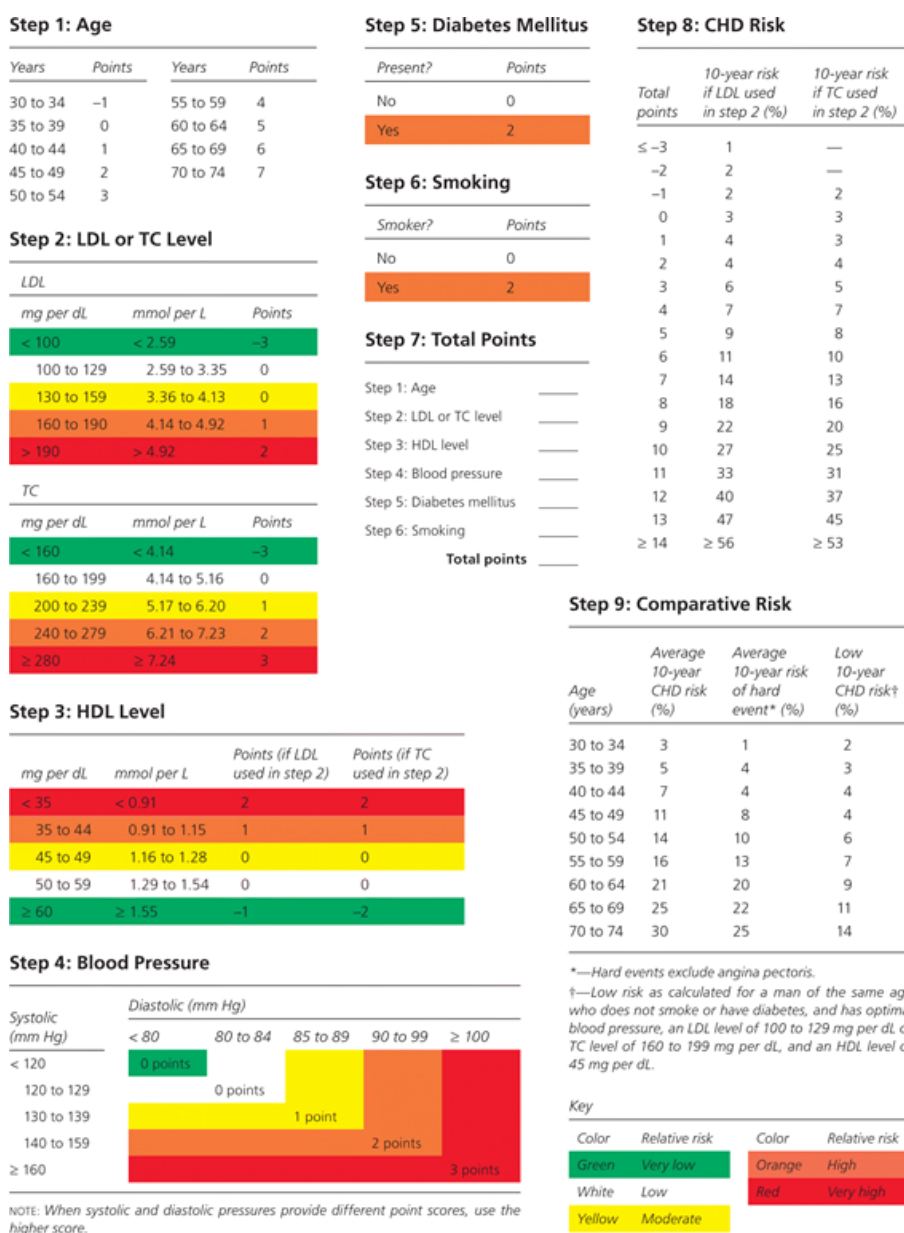 Step 1: Age
Years Points Years Points
30 to 34 –1 55 to 59 4
35 to 39 0 60 to 64 5
40 to 44 1 65 to 69 6
45 to 49 2 70 to 74 7
50 to 54 3
Step 2: LDL or TC Level
LDL
mg per dL mmol per L Points
< 100 < 2.59 –3
100 to 129 2.59 to 3.35 0
130 to 159 3.36 to 4.13 0
160 to 190 4.14 to 4.92 1
> 190 > 4.92 2
TC
mg per dL mmol per L Points
< 160 < 4.14 –3
160 to 199 4.14 to 5.16 0
200 to 239 5.17 to 6.20 1
240 to 279 6.21 to 7.23 2
≥ 280 ≥ 7.24 3
Step 3: HDL Level
Points (if LDL Points (if TC
mg per dL mmol per L used in step 2) used in step 2)
< 35 < 0.91 2 2
35 to 44 0.91 to 1.15 1 1
45 to 49 1.16 to 1.28 0 0
50 to 59 1.29 to 1.54 0 0
≥ 60 ≥ 1.55 –1 –2
Step 4: Blood Pressure
Systolic Diastolic (mm Hg)
(mm Hg) < 80 80 to 84 85 to 89 90 to 99 ≥ 100
< 120 0 points
120 to 129 0 points
130 to 139 1 point
140 to 159 2 points
≥ 160 3 points
NOTE: When systolic and diastolic pressures provide different point scores, use the
higher score.
Step 5: Diabetes Mellitus
Present? Points
No 0
Yes 2
Step 6: Smoking
Smoker? Points
No 0
Yes 2
Step 7: Total Points
Step 1: Age
Step 2: LDL or TC level
Step 3: HDL level
Step 4: Blood pressure
Step 5: Diabetes mellitus
Step 6: Smoking
Total points
Step 8: CHD Risk
10-year risk 10-year risk
Total if LDL used if TC used
points in step 2 (%) in step 2 (%)
≤ –3 1 —
–2 2 —
–1 2 2
0 3 3
1 4 3
2 4 4
3 6 5
4 7 7
5 9 8
6 11 10
7 14 13
8 18 16
9 22 20
10 27 25
11 33 31
12 40 37
13 47 45
≥ 14 ≥ 56 ≥ 53
Step 9: Comparative Risk
Average Average Low
10-year 10-year risk 10-year
Age CHD risk of hard CHD risk†
(years) (%) event* (%) (%)
30 to 34 3 1 2
35 to 39 5 4 3
40 to 44 7 4 4
45 to 49 11 8 4
50 to 54 14 10 6
55 to 59 16 13 7
60 to 64 21 20 9
65 to 69 25 22 11
70 to 74 30 25 14
*—Hard events exclude angina pectoris.
†—Low risk as calculated for a man of the same ag
who does not smoke or have diabetes, and has optima
blood pressure, an LDL level of 100 to 129 mg per dL o
TC level of 160 to 199 mg per dL, and an HDL level o
45 mg per dL.
Key
Color Relative risk Color Relative risk
Green Very low Orange High
White Low Red Very high
Yellow Moderate